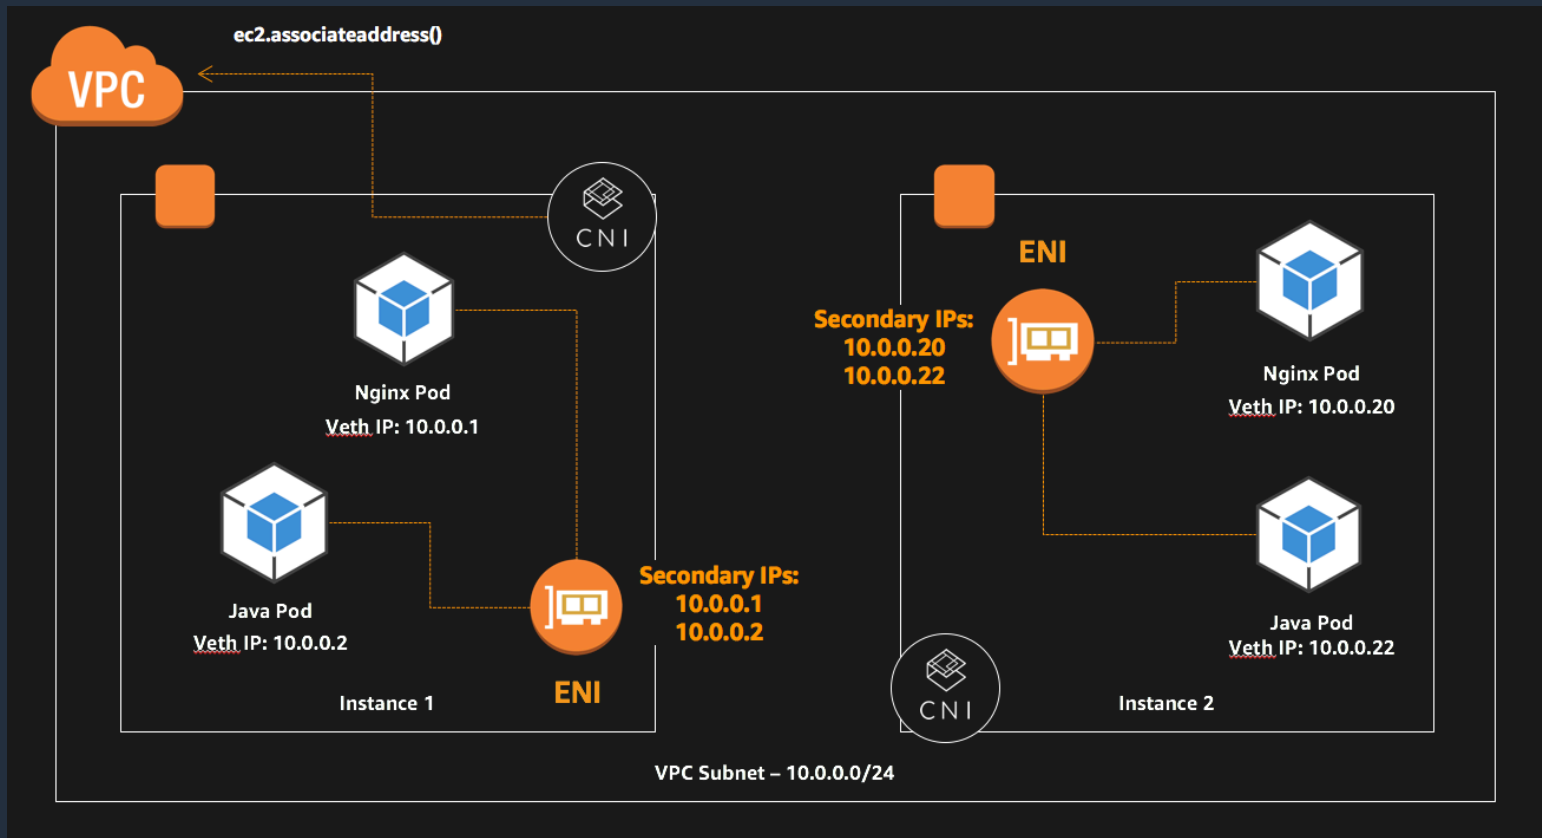 ec2.associateaddress()
VPC
CNI
Nginx Pod
Veth IP: 10.0.0.1
Java Pod
Veth IP: 10.0.0.2
Secondary IPs:
10.0.0.1
10.0.0.2
ENI
Instance 1
ENI
Secondary IPs:
10.0.0.20
10.0.0.22
Nginx Pod
Veth IP: 10.0.0.20
Java Pod
Veth IP: 10.0.0.22
CNI
Instance 2
VPC Subnet – 10.0.0.0/24